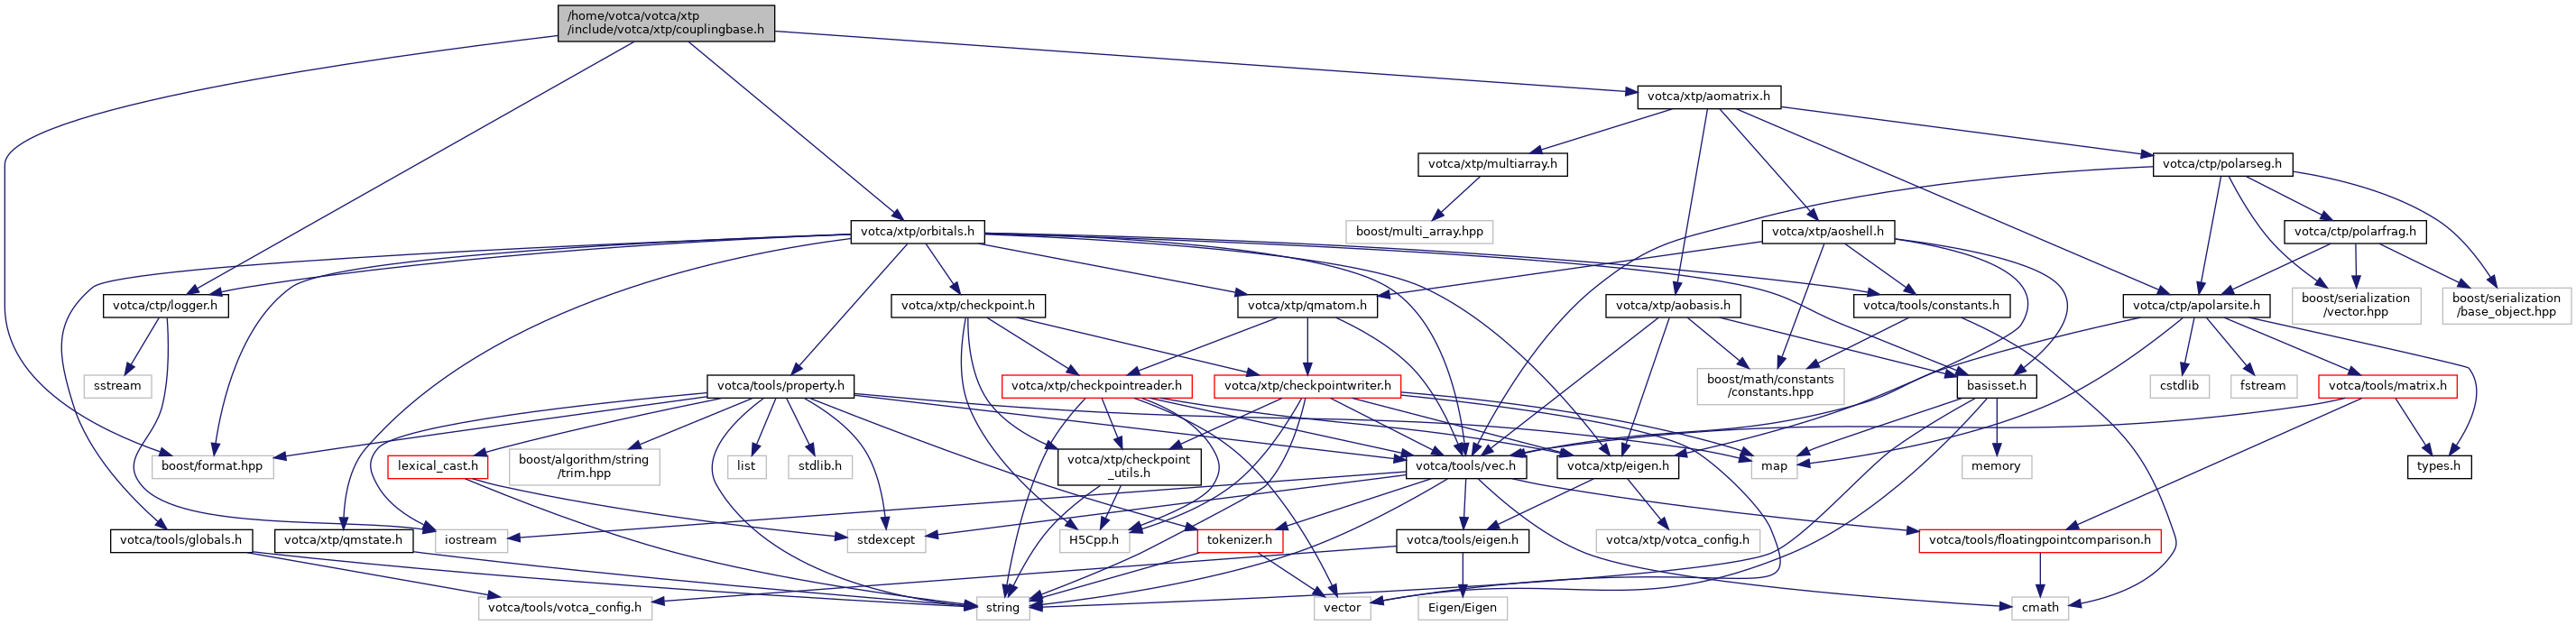 /home/votca/votca/xtp
/include/votca/xtp/couplingbase.h
votca/xtp/aomatrix.h
votca/xtp/multiarray.h
votca/ctp/polarseg.h
votca/xtp/orbitals.h
boost/multi_array.hpp
votca/xtp/aoshell.h
votca/ctp/polarfrag.h
votca/ctp/logger.h
votca/xtp/checkpoint.h
votca/xtp/qmatom.h
votca/xtp/aobasis.h
votca/tools/constants.h
votca/ctp/apolarsite.h
boost/serialization
/vector.hpp
boost/serialization
/base_object.hpp
sstream
votca/tools/property.h
votca/xtp/checkpointreader.h
votca/xtp/checkpointwriter.h
boost/math/constants
/constants.hpp
basisset.h
cstdlib
fstream
votca/tools/matrix.h
boost/format.hpp
lexical_cast.h
boost/algorithm/string
/trim.hpp
list
stdlib.h
votca/xtp/checkpoint
_utils.h
votca/tools/vec.h
votca/xtp/eigen.h
map
memory
types.h
votca/tools/globals.h
votca/xtp/qmstate.h
iostream
stdexcept
H5Cpp.h
tokenizer.h
votca/tools/eigen.h
votca/xtp/votca_config.h
votca/tools/floatingpointcomparison.h
votca/tools/votca_config.h
string
vector
Eigen/Eigen
cmath